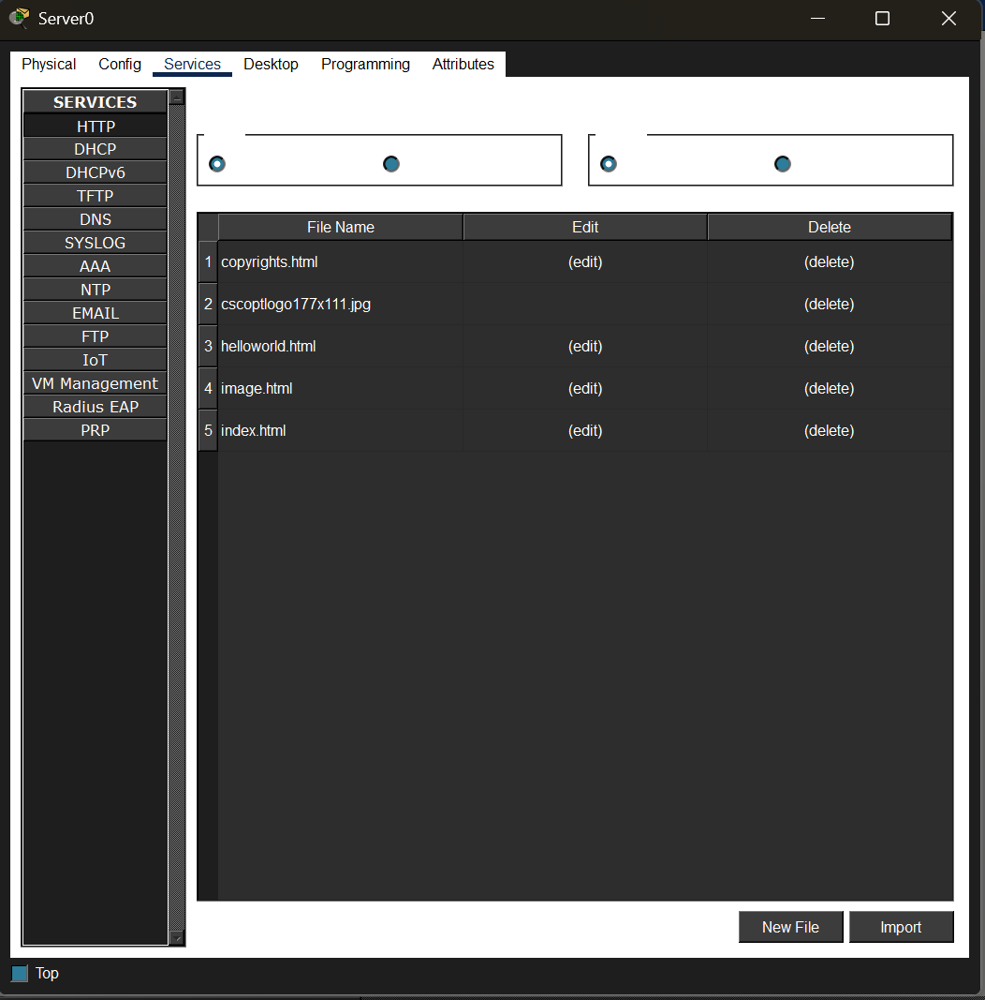 Server0
Physical Config Services Desktop Programming Attributes
SERVICES
HTTP
DHCP
DHCPv6
TFTP
DNS
SYSLOG
AAA
NTP
EMAIL
FTP
IoT
VM Management
Radius EAP
PRP
File Name Edit Delete
1 copyrights.html (edit) (delete)
2 cscoptlogo177x111.jpg (delete)
3 helloworld.html (edit) (delete)
4 image.html (edit) (delete)
5 index.html (edit) (delete)
New File Import
Top